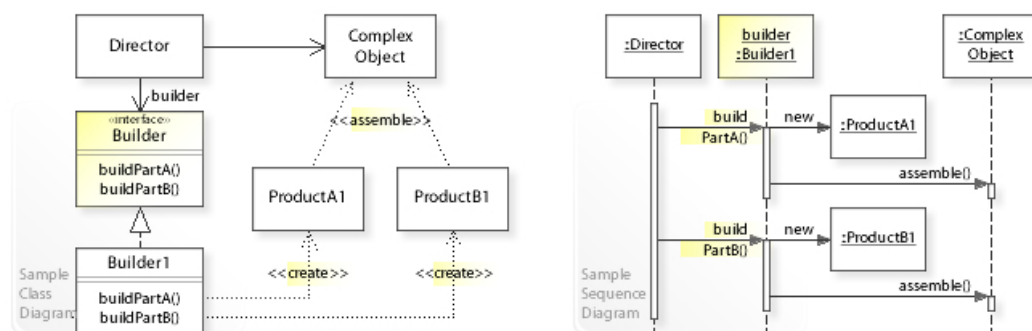 Director
Complex
Object
builder
<<assemble>>
«interface»
Builder
buildPartA()
buildPartB()
ProductA1
ProductB1
Builder1
buildPartA()
buildPartB()
<<create>>
<<create>>
Sample
Class
Diagram
:Director
builder
:Builder1
:Complex
Object
build
PartA()
new
:ProductA1
assemble()
build
PartB()
new
:ProductB1
assemble()
Sample
Sequence
Diagram